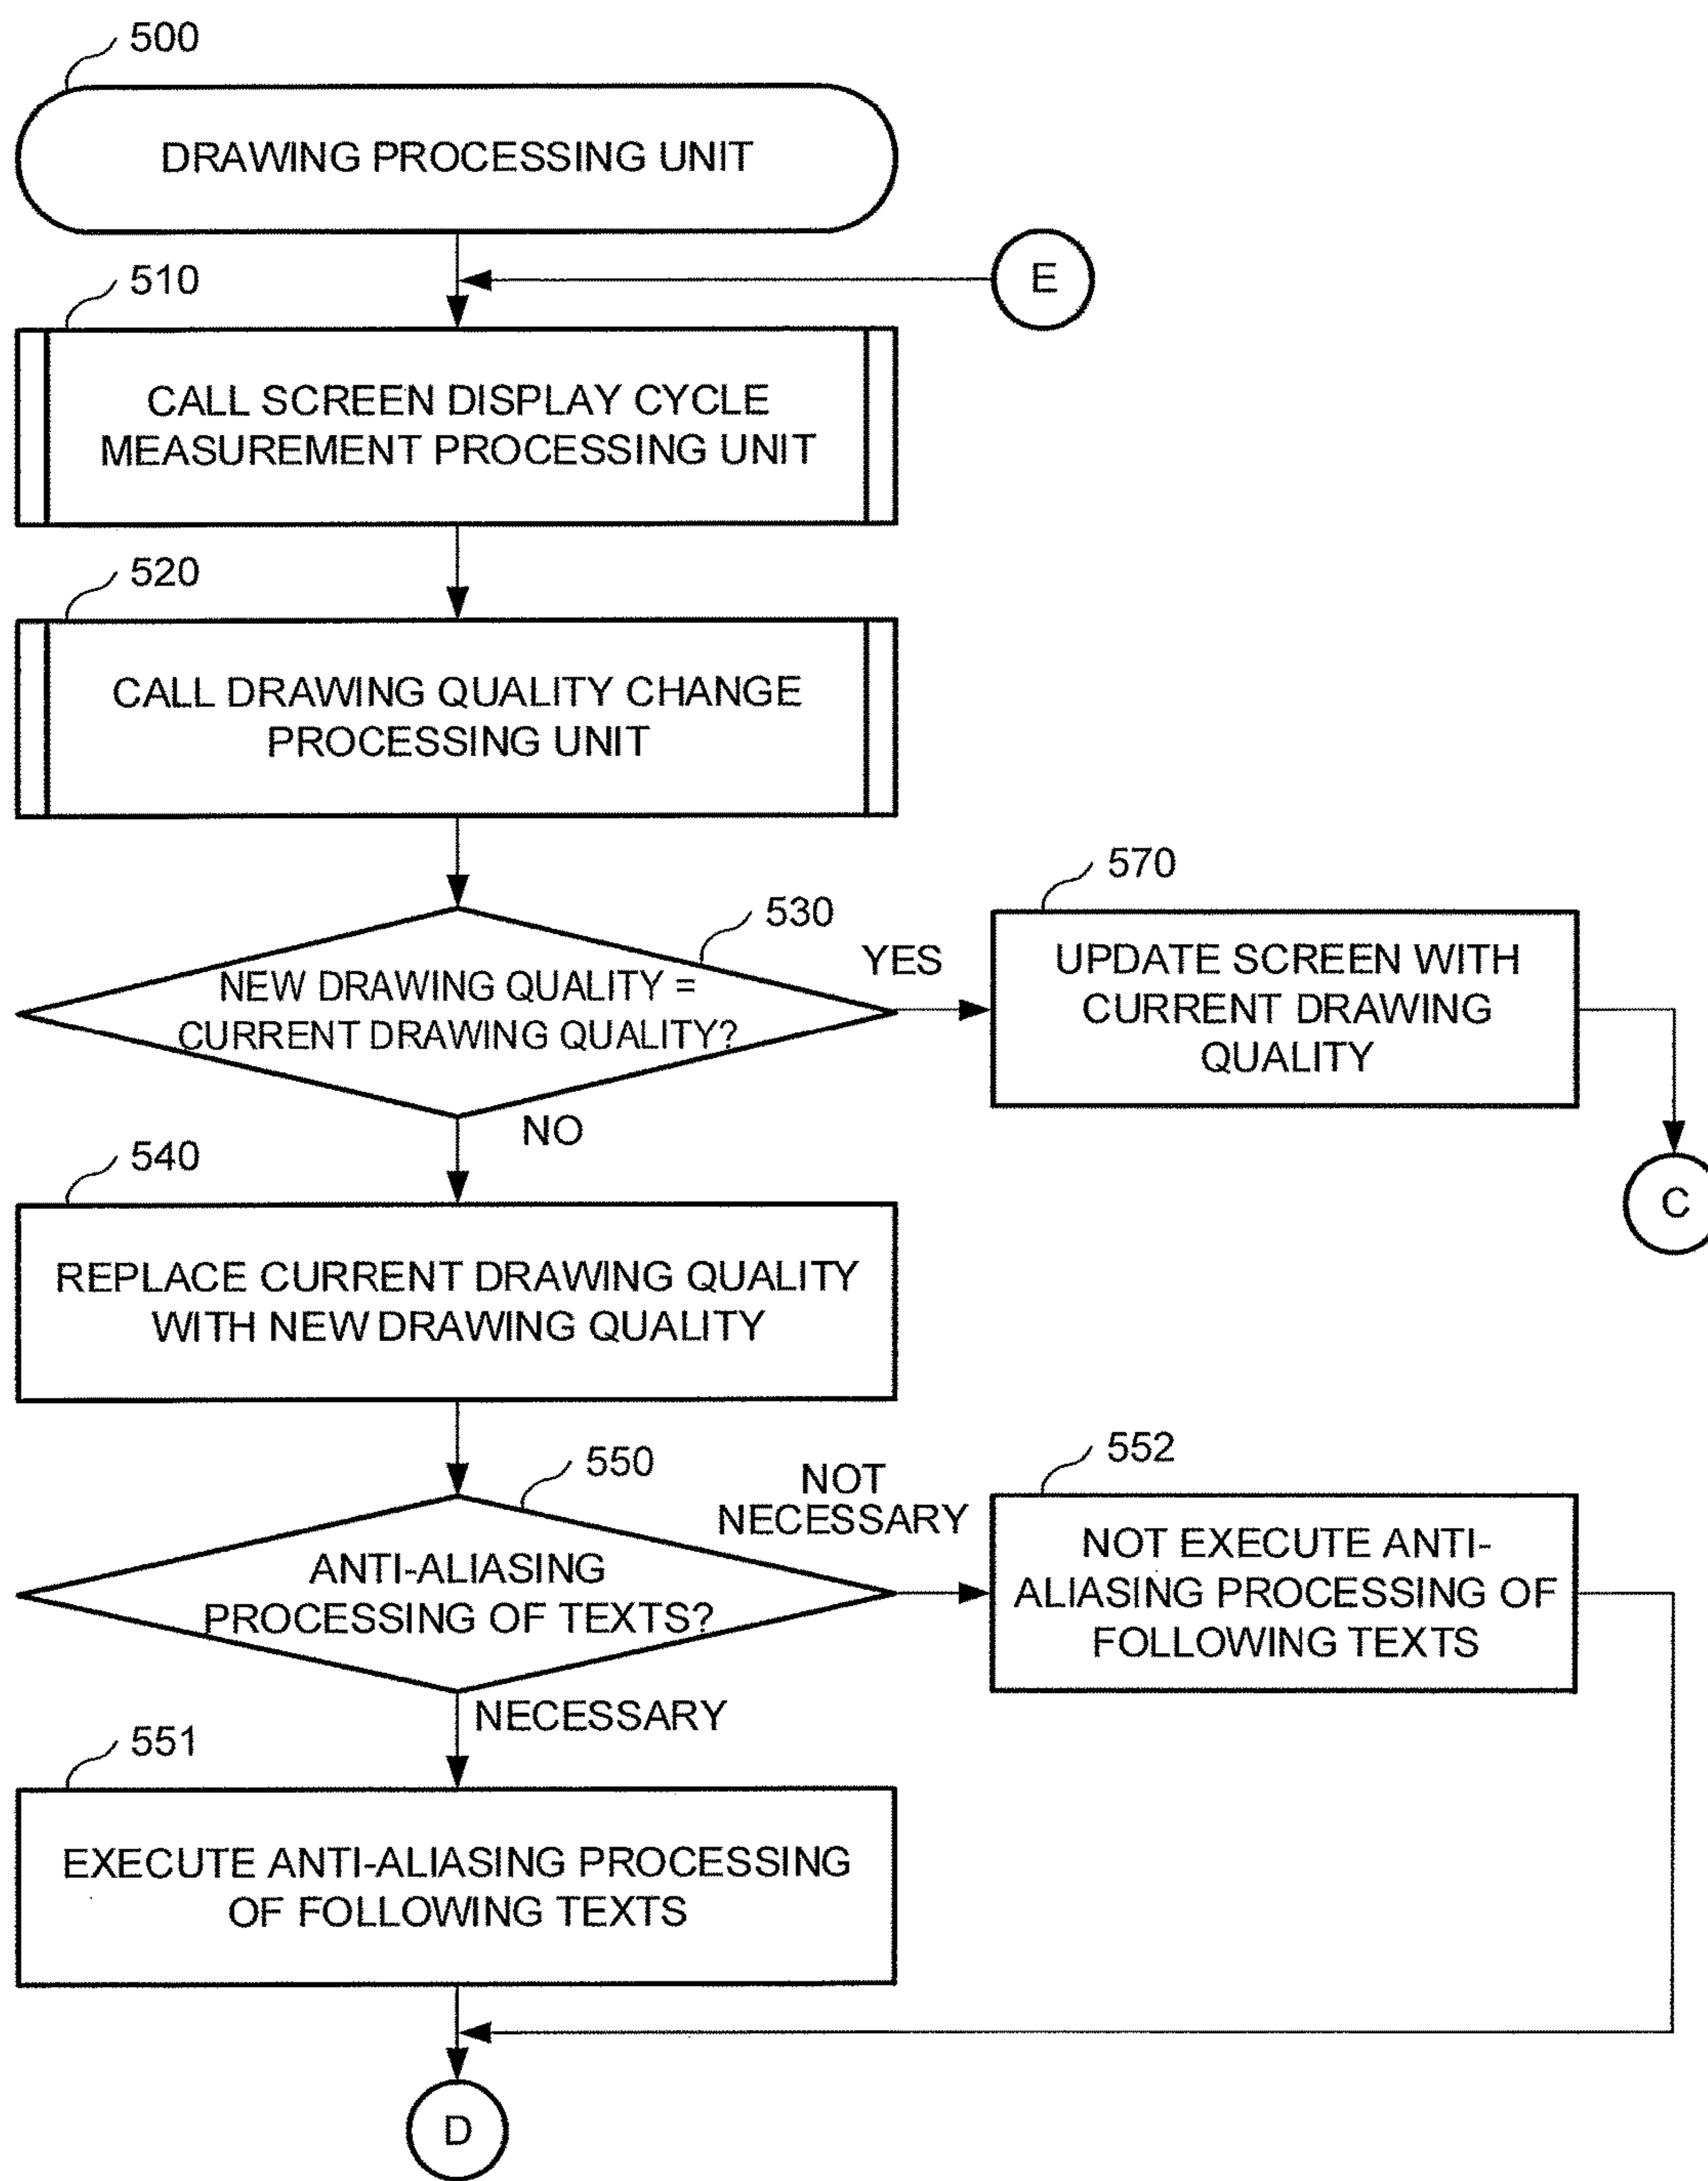 500
DRAWING PROCESSING UNIT
E
510
CALL SCREEN DISPLAY CYCLE
MEASUREMENT PROCESSING UNIT
520
CALL DRAWING QUALITY CHANGE
PROCESSING UNIT
530
NEW DRAWING QUALITY =
CURRENT DRAWING QUALITY?
YES
570
UPDATE SCREEN WITH
CURRENT DRAWING
QUALITY
C
NO
540
REPLACE CURRENT DRAWING QUALITY
WITH NEW DRAWING QUALITY
550
ANTI-ALIASING
PROCESSING OF TEXTS?
NOT
NECESSARY
552
NOT EXECUTE ANTI-
ALIASING PROCESSING OF
FOLLOWING TEXTS
NECESSARY
551
EXECUTE ANTI-ALIASING PROCESSING
OF FOLLOWING TEXTS
D